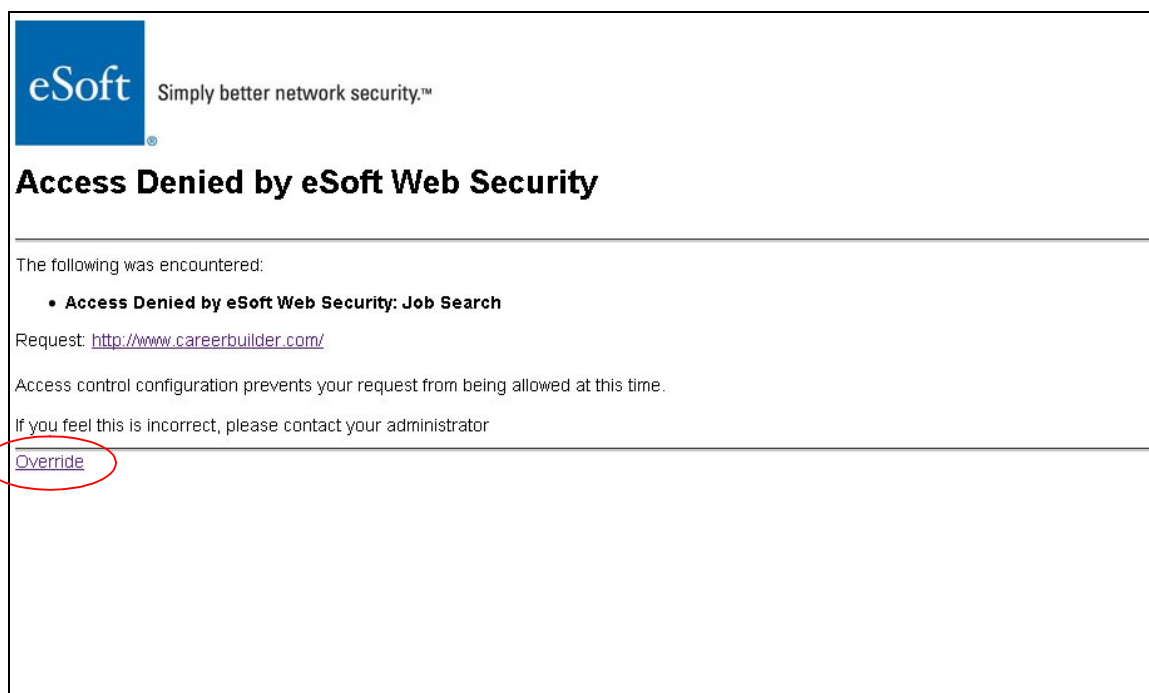 eSoft
Simply better network security.™
®
Access Denied by eSoft Web Security
The following was encountered:
• Access Denied by eSoft Web Security: Job Search
Request: http://www.careerbuilder.com/
Access control configuration prevents your request from being allowed at this time.
If you feel this is incorrect, please contact your administrator
Override